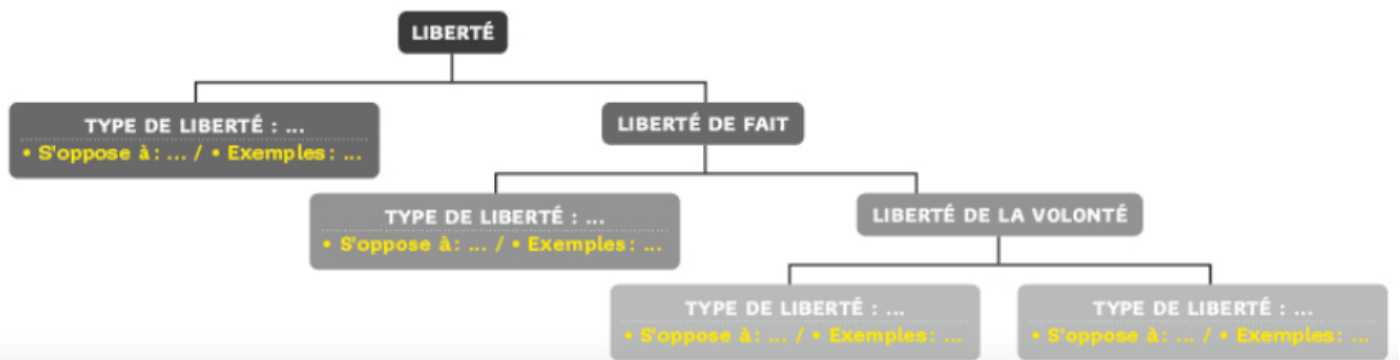 LIBERTÉ
TYPE DE LIBERTÉ : ...
• S'oppose à : ... / • Exemples : ...
LIBERTÉ DE FAIT
TYPE DE LIBERTÉ : ...
• S'oppose à : ... / • Exemples : ...
LIBERTÉ DE LA VOLONTÉ
TYPE DE LIBERTÉ : ...
• S'oppose à : ... / • Exemples : ...
TYPE DE LIBERTÉ : ...
• S'oppose à : ... / • Exemples : ...